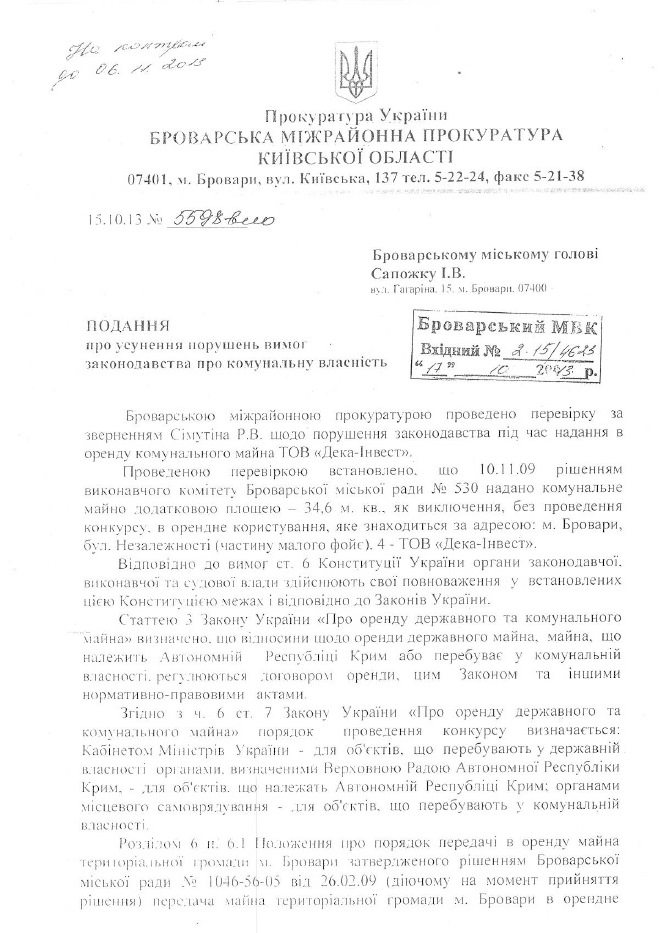 На контролі
до 06.11.2013
Прокуратура України
БРОВАРСЬКА МІЖРАЙОННА ПРОКУРАТУРА
КИЇВСЬКОЇ ОБЛАСТІ
07401, м. Бровари, вул. Київська, 137 тел. 5-22-24, факс 5-21-38
15.10.13 № 5598
Броварському міському голові
Сапожку І.В.
вул. Гагаріна, 15, м. Бровари, 07400
ПОДАННЯ
про усунення порушень вимог
законодавства про комунальну власність
Броварський МВК
Вхідний № 2-15/4623
"17" 10 2013 р.
Броварською міжрайонною прокуратурою проведено перевірку за
зверненням Сімутіна Р.В. щодо порушення законодавства під час надання в
оренду комунального майна ТОВ «Дека-Інвест».
Проведеною перевіркою встановлено, що 10.11.09 рішенням
виконавчого комітету Броварської міської ради № 530 надано комунальне
майно додатковою площею – 34,6 м. кв., як виключення, без проведення
конкурсу, в орендне користування, яке знаходиться за адресою: м. Бровари,
бул. Незалежності (частину малого фойє), 4 - ТОВ «Дека-Інвест».
Відповідно до вимог ст. 6 Конституції України органи законодавчої,
виконавчої та судової влади здійснюють свої повноваження у встановлених
цією Конституцією межах і відповідно до Законів України.
Статтею 3 Закону України «Про оренду державного та комунального
майна» визначено, що відносини щодо оренди державного майна, майна, що
належить Автономній Республіці Крим або перебуває у комунальній
власності, регулюються договором оренди, цим Законом та іншими
нормативно-правовими актами.
Згідно з ч. 6 ст. 7 Закону України «Про оренду державного та
комунального майна» порядок проведення конкурсу визначається:
Кабінетом Міністрів України - для об'єктів, що перебувають у державній
власності органами, визначеними Верховною Радою Автономної Республіки
Крим, - для об'єктів, що належать Автономній Республіці Крим; органами
місцевого самоврядування - для об'єктів, що перебувають у комунальній
власності.
Розділом 6 п. 6.1 Положення про порядок передачі в оренду майна
територіальної громади м. Бровари затвердженого рішенням Броварської
міської ради № 1046-56-05 від 26.02.09 (діючому на момент прийняття
рішення) передача майна територіальної громади м. Бровари в орендне